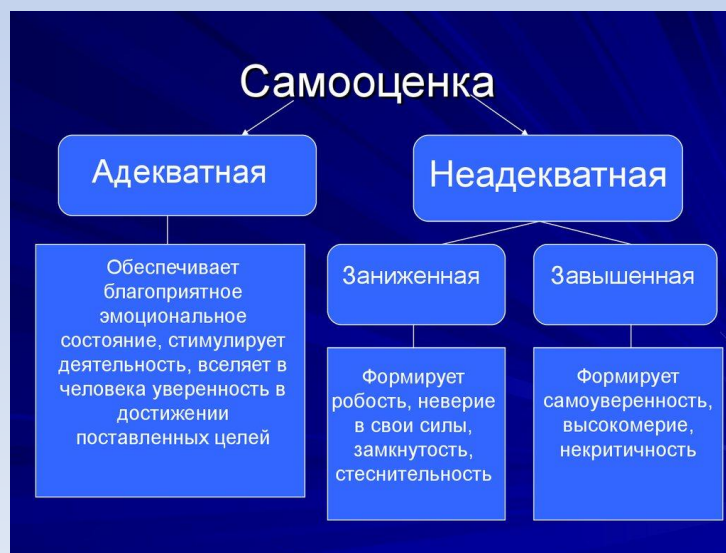 Самооценка
Адекватная
Обеспечивает
благоприятное
эмоциональное
состояние, стимулирует
деятельность, вселяет в
человека уверенность в
достижении
поставленных целей
Неадекватная
Заниженная
Формирует
робость, неверие
в свои силы,
замкнутость,
стеснительность
Завышенная
Формирует
самоуверенность,
высокомерие,
некритичность